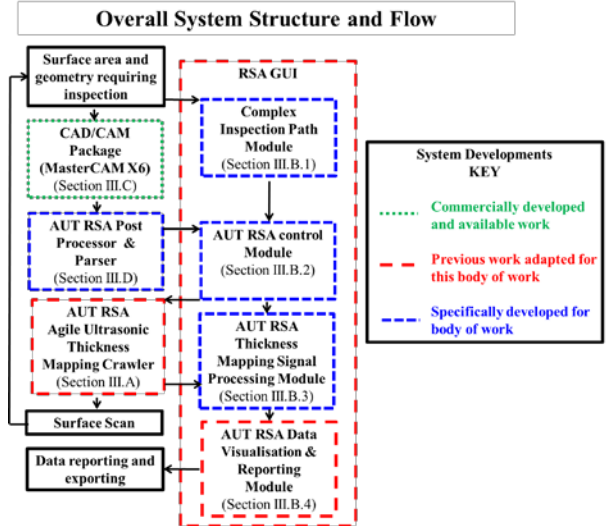 Overall System Structure and Flow
Surface area and
geometry requiring
inspection
CAD/CAM
Package
(MasterCAM X6)
(Section III.C)
AUT RSA Post
Processor &
Parser
(Section III.D)
AUT RSA
Agile Ultrasonic
Thickness
Mapping Crawler
(Section III.A)
Surface Scan
Data reporting and
exporting
RSA GUI
Complex
Inspection Path
Module
(Section III.B.1)
AUT RSA control
Module
(Section III.B.2)
AUT RSA
Thickness
Mapping Signal
Processing Module
(Section III.B.3)
AUT RSA Data
Visualisation &
Reporting
Module
(Section III.B.4)
System Developments
KEY
Commercially developed
and available work
Previous work adapted for
this body of work
Specifically developed for
body of work